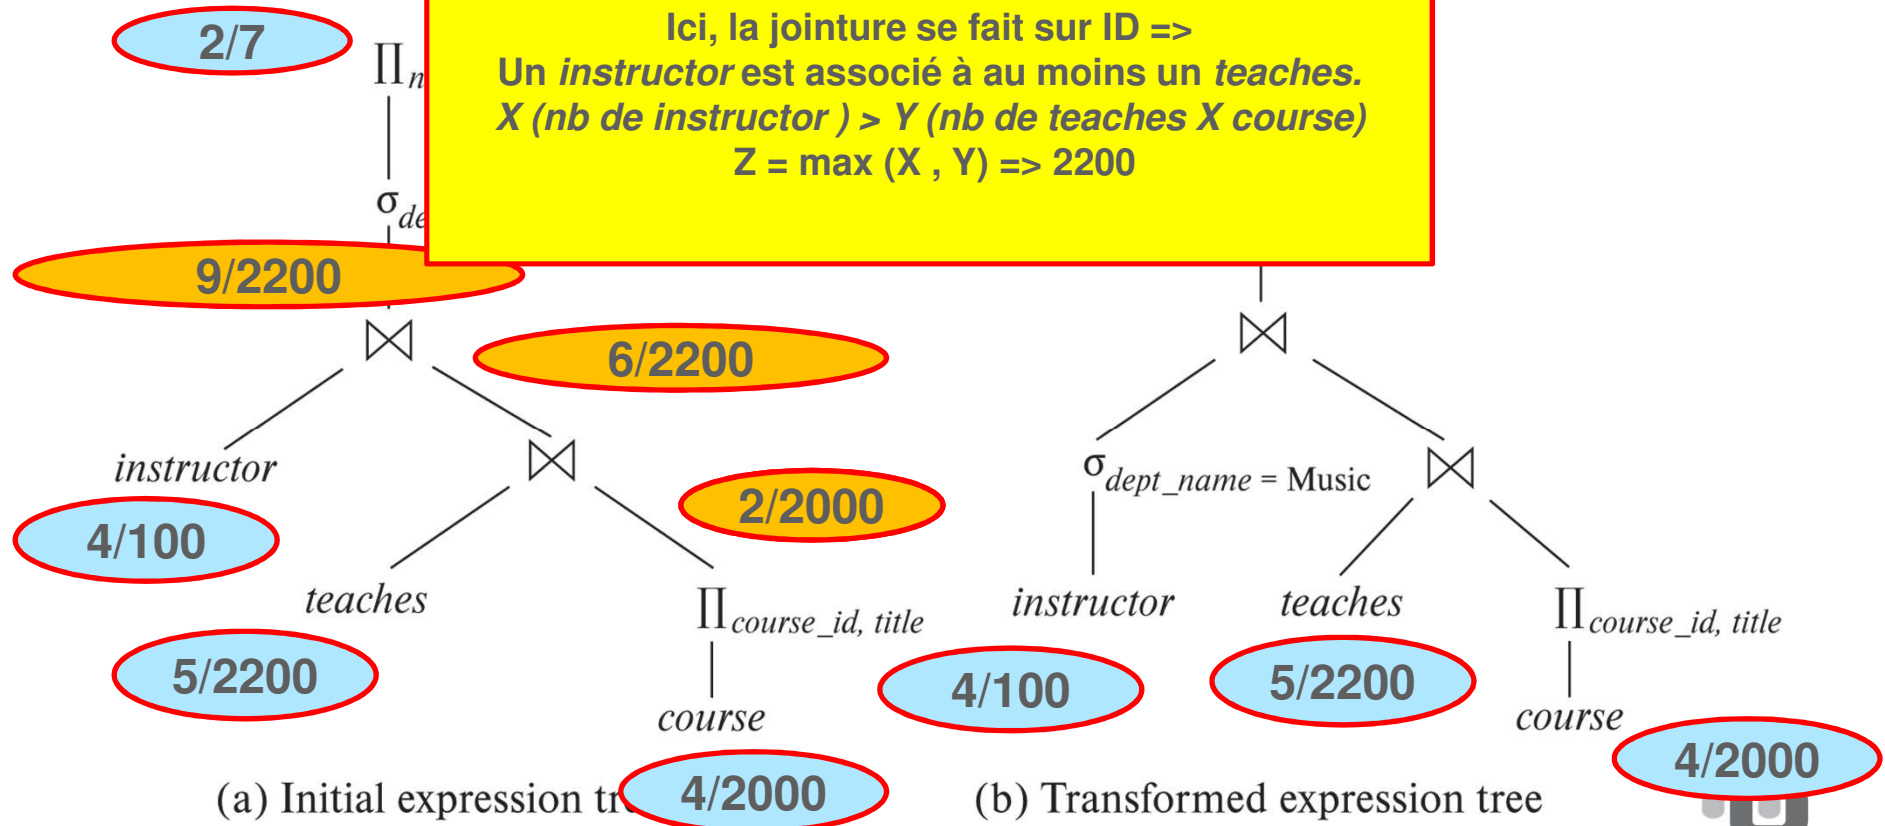 Ici, la jointure se fait sur ID =>
Un instructor est associé à au moins un teaches.
X (nb de instructor ) > Y (nb de teaches X course)
Z = max (X , Y) => 2200
2/7
∏n
σde
9/2200
⋈
6/2200
instructor
⋈
4/100
2/2000
teaches
∏course_id, title
5/2200
course
4/2000
(a) Initial expression tr
⋈
σdept_name = Music
⋈
instructor
teaches
∏course_id, title
4/100
5/2200
course
4/2000
(b) Transformed expression tree